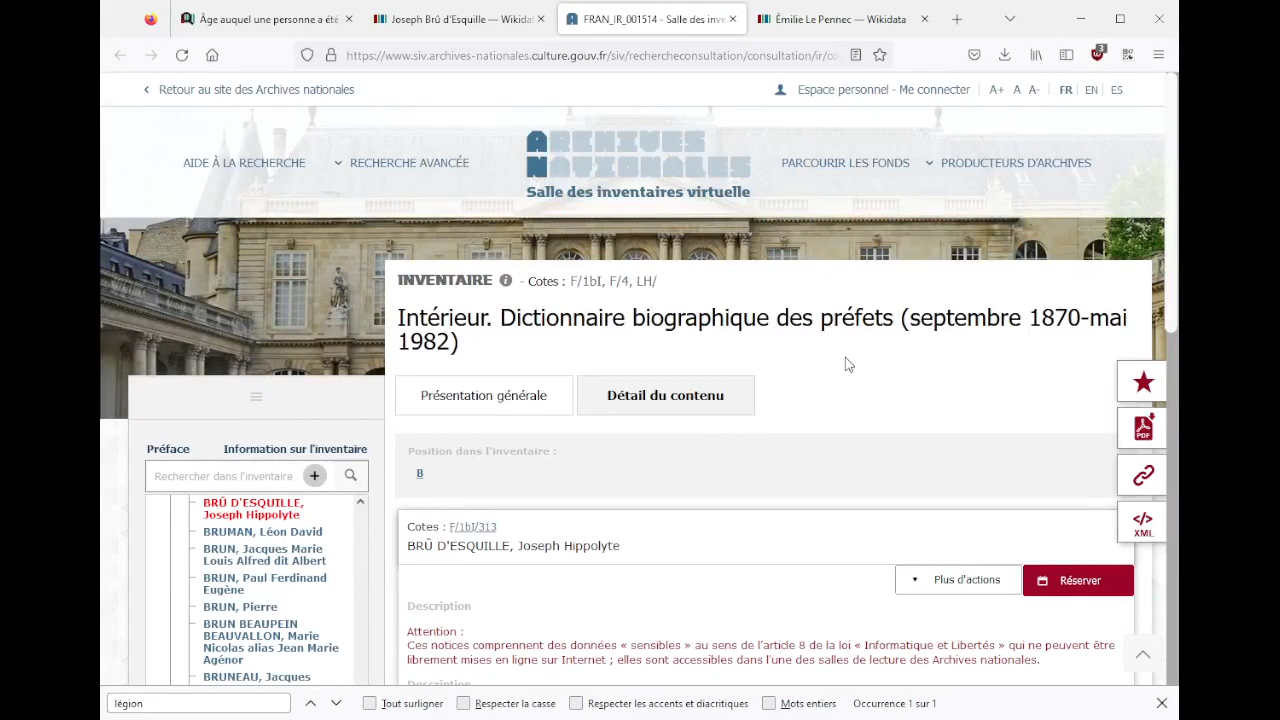 Âge auquel une personne a été
Joseph Brû d'Esquille — Wikidat
FRAN_IR_001514 - Salle des inve
Émilie Le Pennec — Wikidata
https://www.siv.archives-nationales.culture.gouv.fr/siv/rechercheconsultation/consultation/ir/co
3
Retour au site des Archives nationales
Espace personnel - Me connecter
A+ A A-
FR EN ES
AIDE À LA RECHERCHE
RECHERCHE AVANCÉE
ARCHIVES
NATIONALES
Salle des inventaires virtuelle
PARCOURIR LES FONDS
PRODUCTEURS D'ARCHIVES
INVENTAIRE - Cotes : F/1bI, F/4, LH/
Intérieur. Dictionnaire biographique des préfets (septembre 1870-mai
1982)
Présentation générale
Détail du contenu
Préface
Information sur l'inventaire
Rechercher dans l'inventaire
BRÛ D'ESQUILLE,
Joseph Hippolyte
BRUMAN, Léon David
BRUN, Jacques Marie
Louis Alfred dit Albert
BRUN, Paul Ferdinand
Eugène
BRUN, Pierre
BRUN BEAUPEIN
BEAUVALLON, Marie
Nicolas alias Jean Marie
Agénor
BRUNEAU, Jacques
Position dans l'inventaire :
B
Cotes : F/1bI/313
BRÛ D'ESQUILLE, Joseph Hippolyte
Plus d'actions
Réserver
Description
Attention :
Ces notices comprennent des données « sensibles » au sens de l'article 8 de la loi « Informatique et Libertés » qui ne peuvent être
librement mises en ligne sur Internet ; elles sont accessibles dans l'une des salles de lecture des Archives nationales.
Description
PDF
XML
légion
Tout surligner
Respecter la casse
Respecter les accents et diacritiques
Mots entiers
Occurrence 1 sur 1